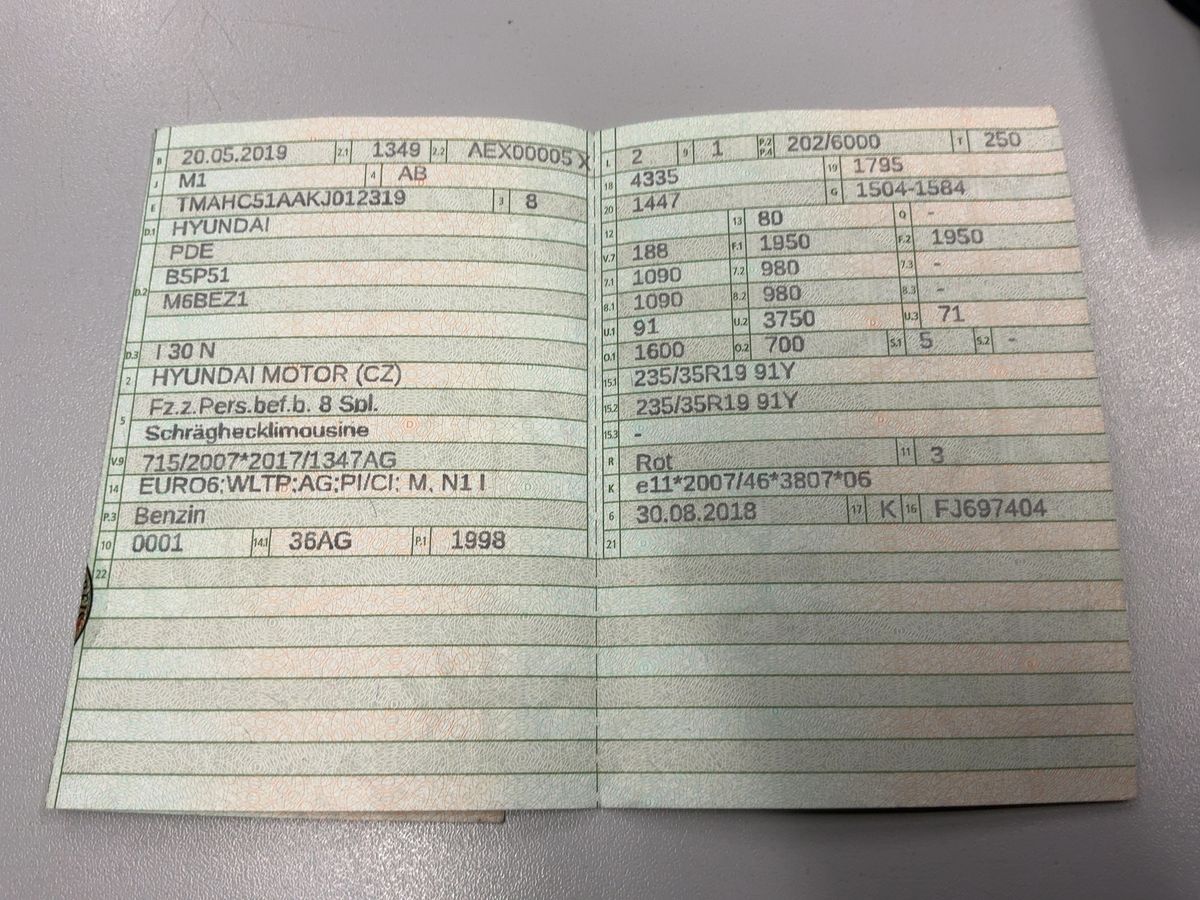 B 20.05.2019 2.1 1349 2.2 AEX00005 X
J M1 4 AB
E TMAHC51AAKJ012319 3 8
D.1 HYUNDAI
D.2 PDE
B5P51
M6BEZ1
D.3 I 30 N
2 HYUNDAI MOTOR (CZ)
5 Fz.z.Pers.bef.b. 8 Spl.
Schräghecklimousine
V.9 715/2007*2017/1347AG
14 EURO6;WLTP;AG;PI/CI; M, N1 I
P.3 Benzin
10 0001 14.1 36AG P.1 1998
22
L 2 9 1 P.2 P.4 202/6000 T 250
18 4335 19 1795
20 1447 G 1504-1584
12 13 80 Q -
V.7 188 F.1 1950 F.2 1950
7.1 1090 7.2 980 7.3 -
8.1 1090 8.2 980 8.3 -
U.1 91 U.2 3750 U.3 71
O.1 1600 O.2 700 S.1 5 S.2 -
15.1 235/35R19 91Y
15.2 235/35R19 91Y
15.3 -
R Rot 11 3
K e11*2007/46*3807*06
6 30.08.2018 17 K 16 FJ697404
21